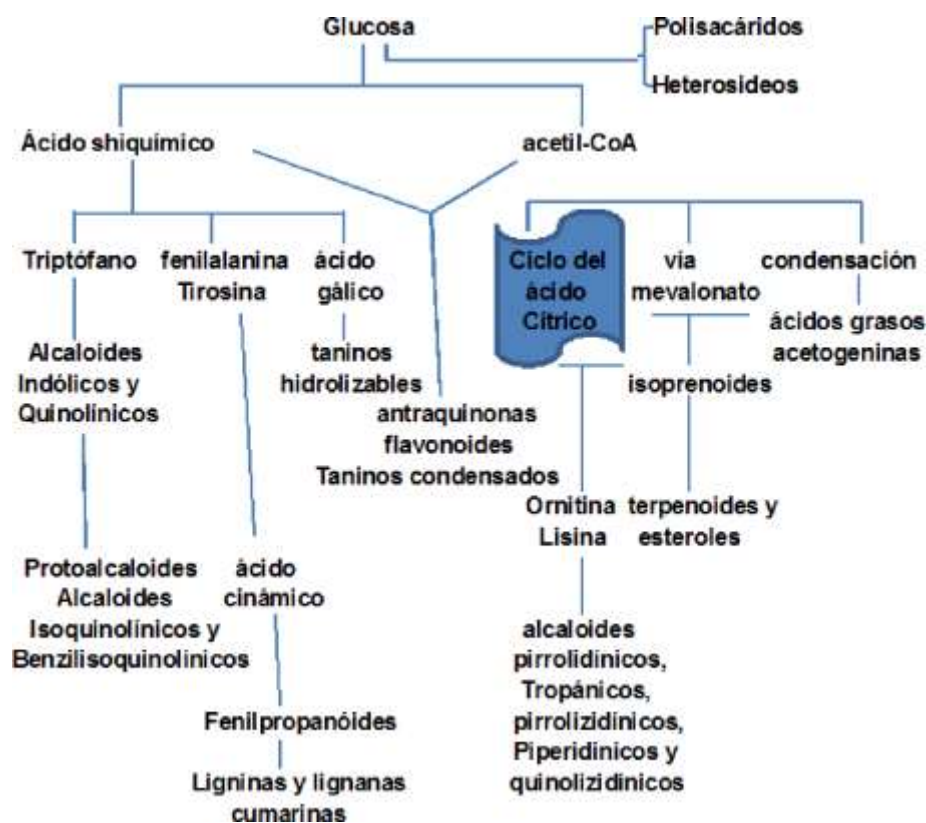 Glucosa
Polisacáridos
Heterosideos
Ácido shiquímico
acetil-CoA
Triptófano
fenilalanina
Tirosina
ácido
gálico
Ciclo del
ácido
Cítrico
via
mevalonato
condensación
Alcaloides
Indólicos y
Quinolínicos
taninos
hidrolizables
antraquinonas
flavonoides
Taninos condensados
isoprenoides
ácidos grasos
acetogeninas
Ornitina
Lisina
terpenoides y
esteroles
Protoalcaloides
Alcaloides
Isoquinolínicos y
Benzilisoquinolínicos
ácido
cinámico
alcaloides
pirrolidínicos,
Tropánicos,
pirrolizidínicos,
Piperidínicos y
quinolizidínicos
Fenilpropanóides
Ligninas y lignanas
cumarinas